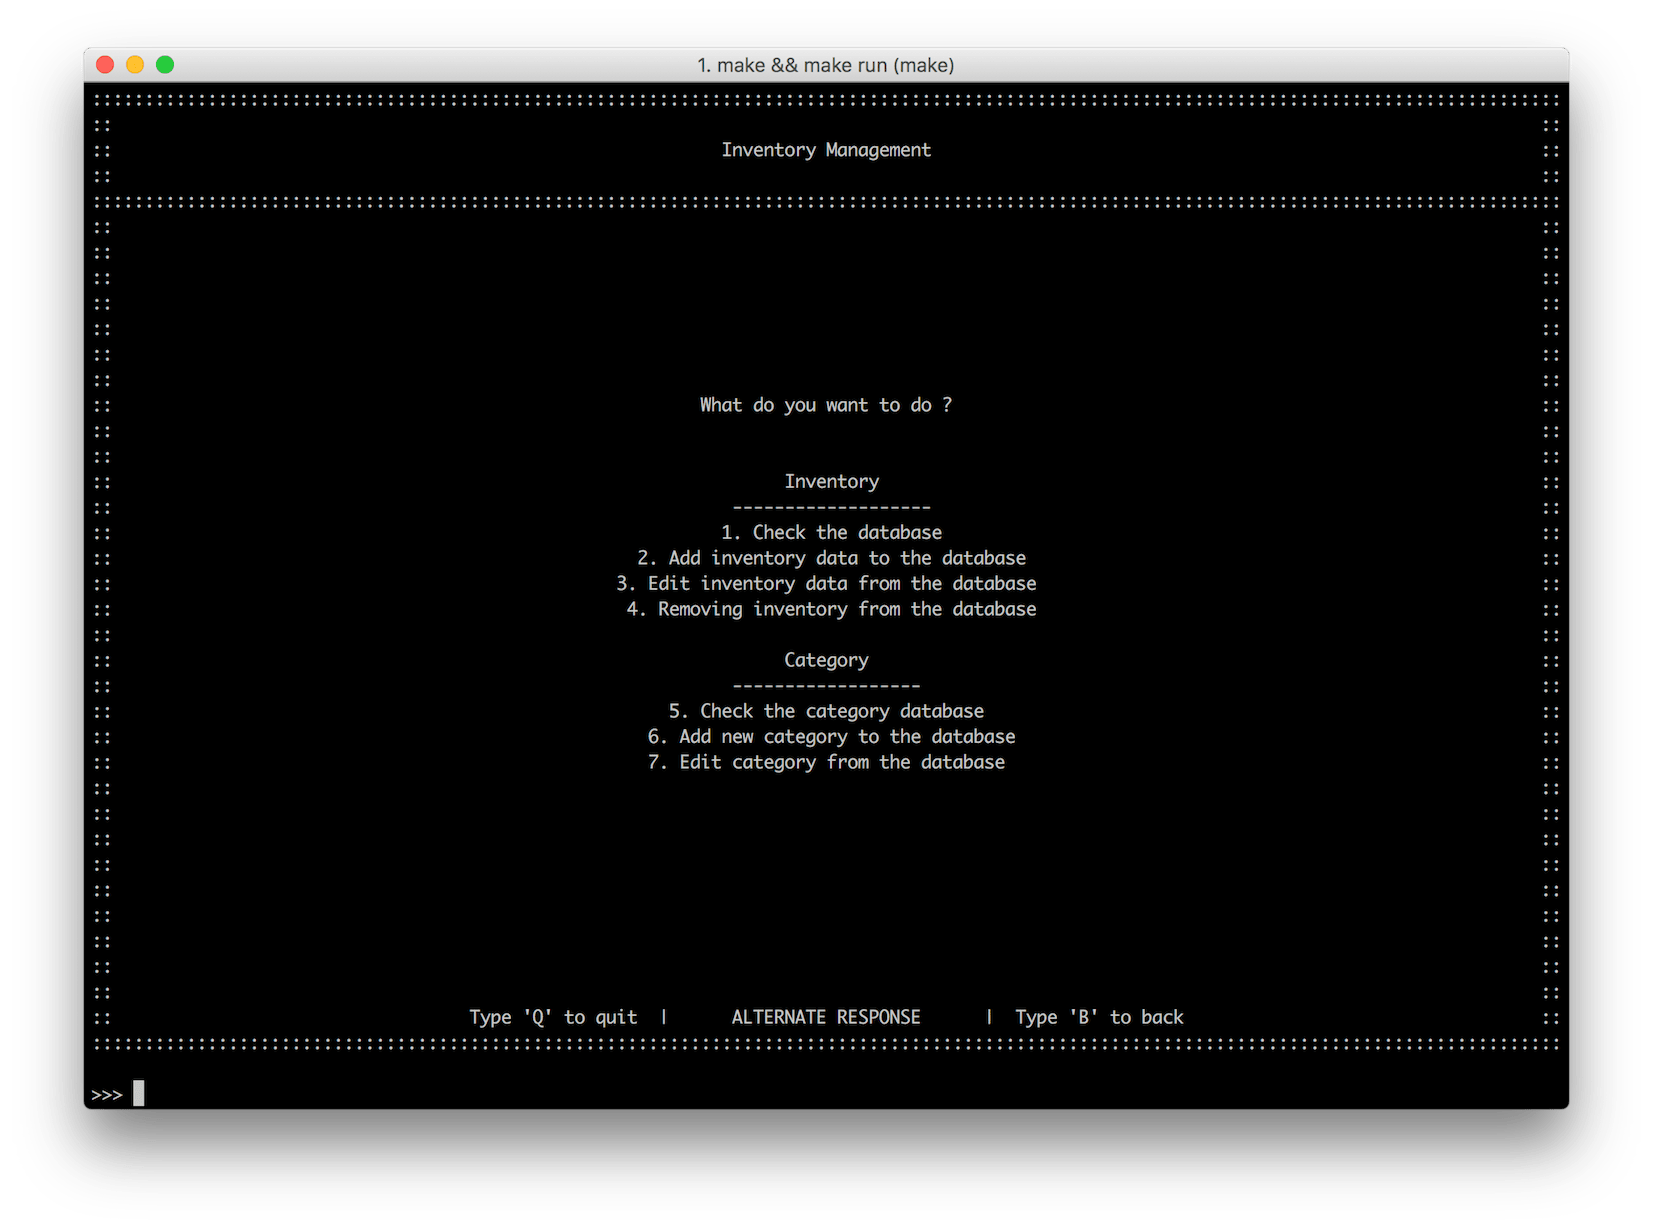 1. make && make run (make)
Inventory Management
What do you want to do ?
Inventory
-------------------
1. Check the database
2. Add inventory data to the database
3. Edit inventory data from the database
4. Removing inventory from the database
Category
------------------
5. Check the category database
6. Add new category to the database
7. Edit category from the database
Type 'Q' to quit | ALTERNATE RESPONSE | Type 'B' to back
>>>